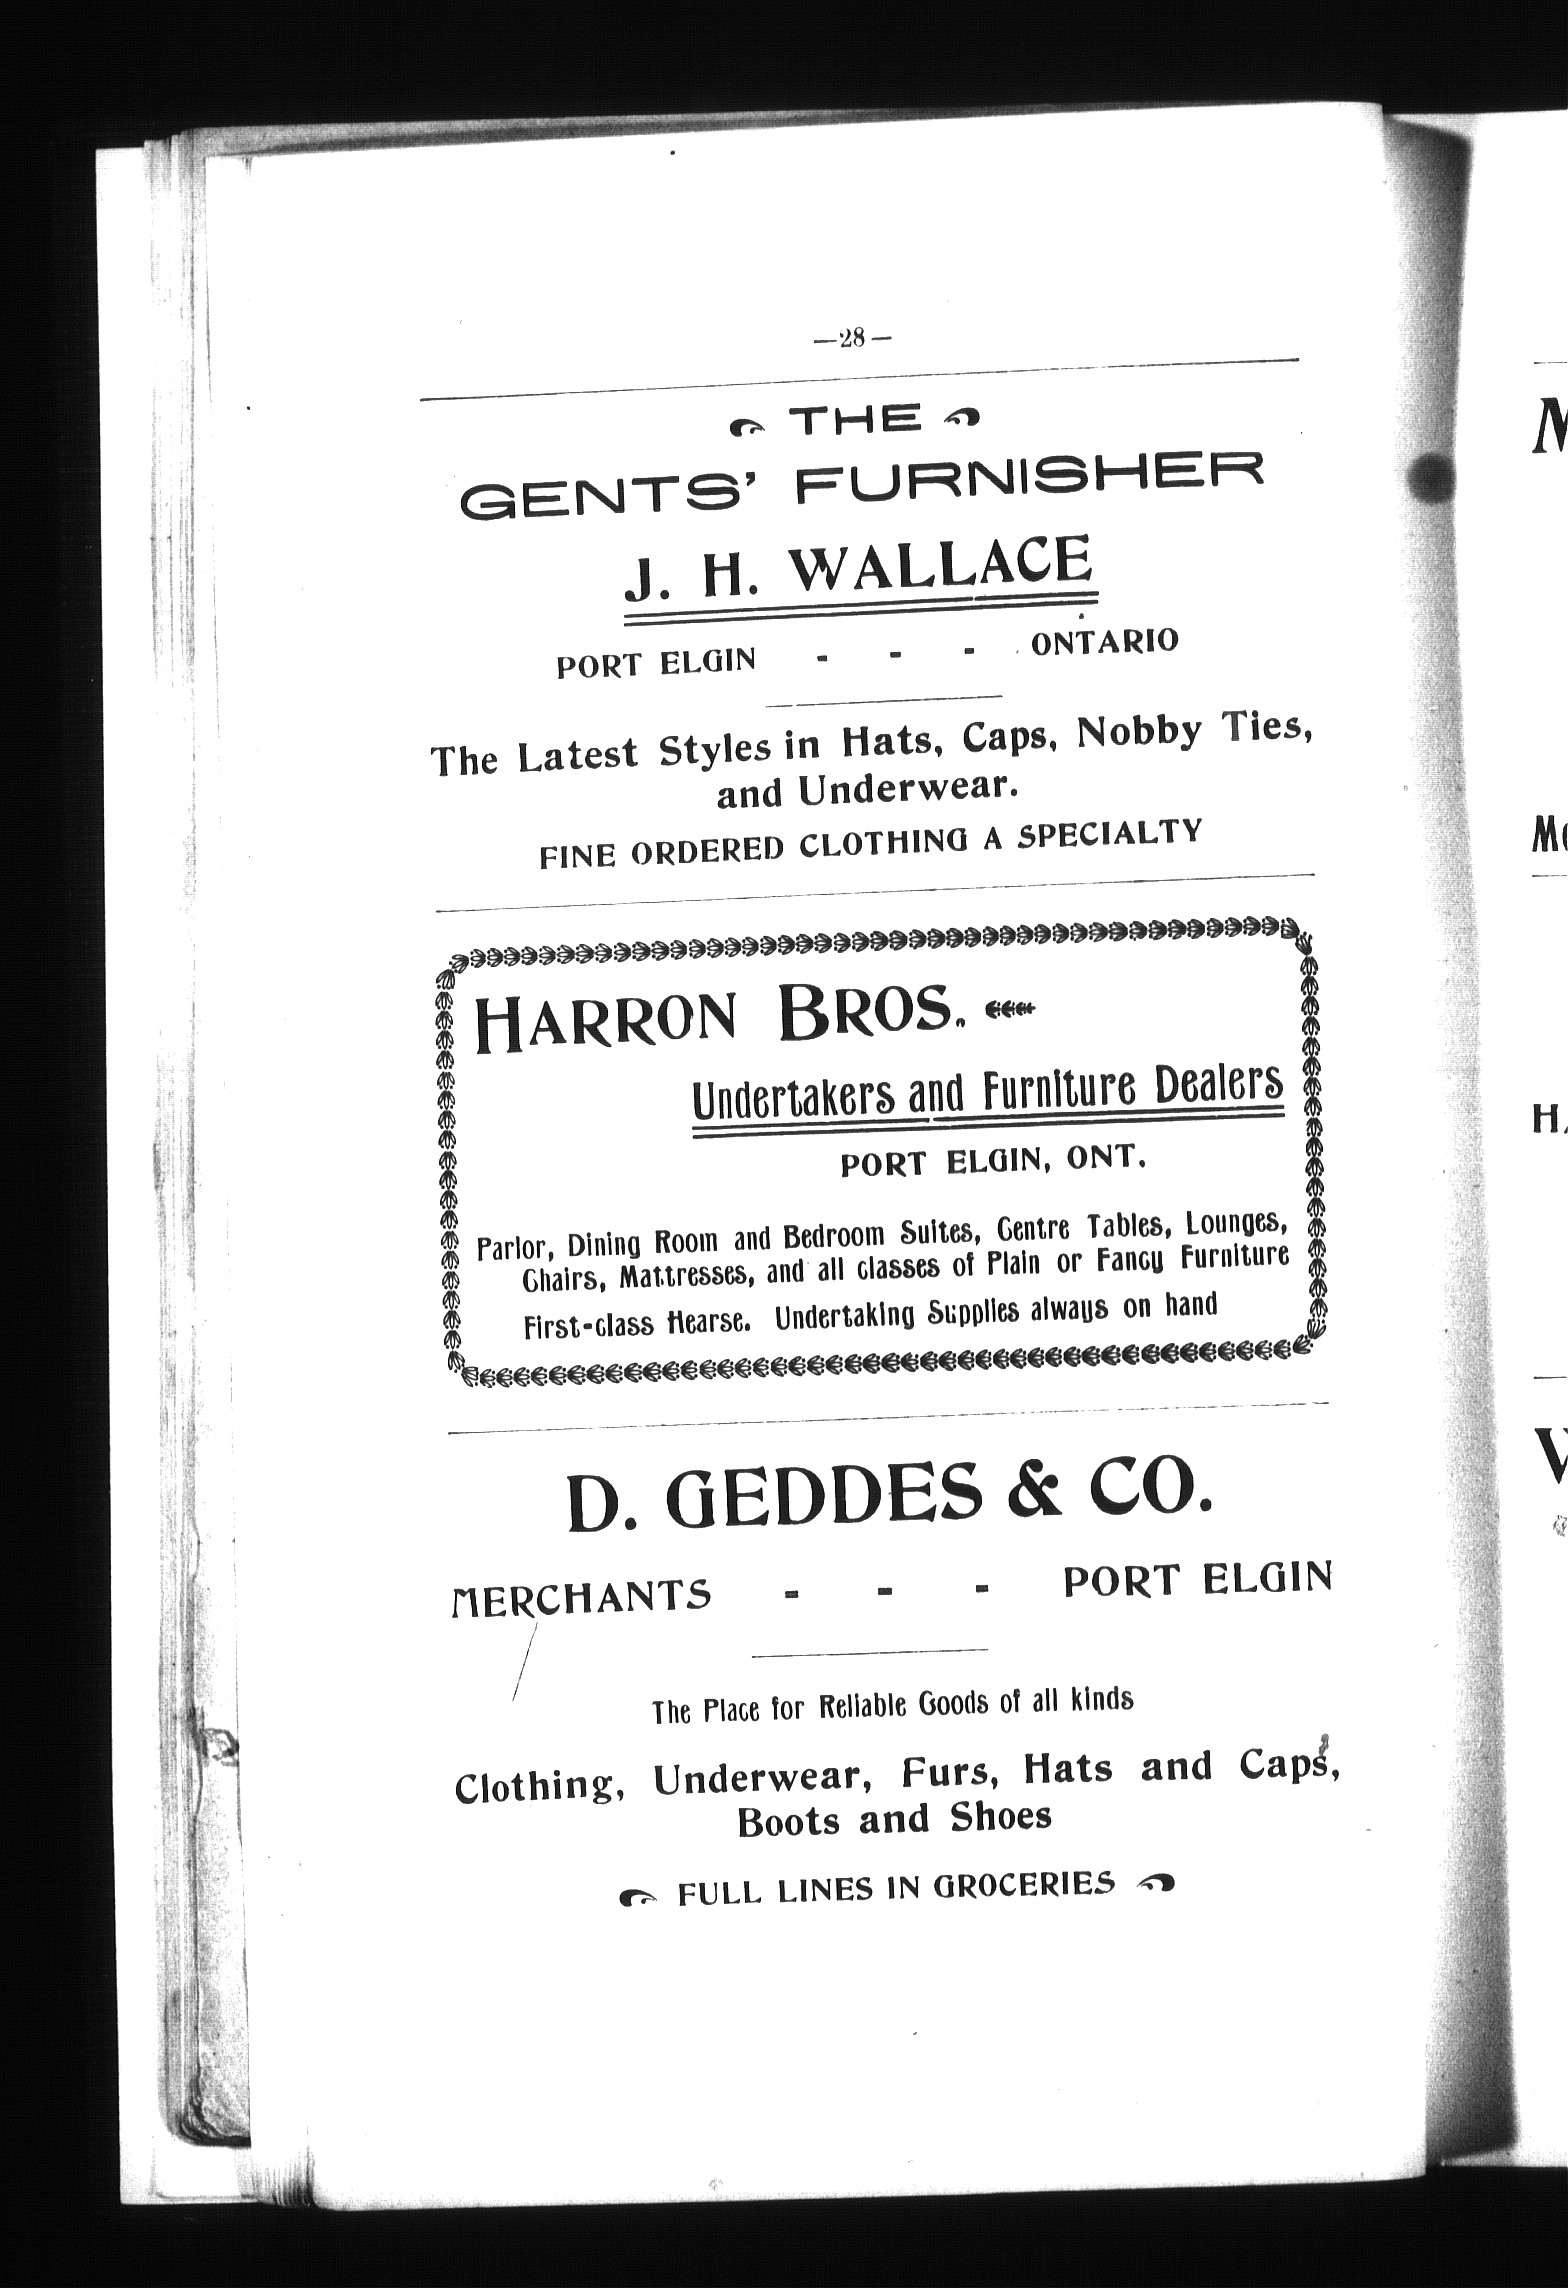 —28—
THE
GENTS' FURNISHER
J. H. WALLACE
PORT ELGIN - - - ONTARIO
The Latest Styles in Hats, Caps, Nobby Ties,
and Underwear.
FINE ORDERED CLOTHING A SPECIALTY
HARRON BROS.
Undertakers and Furniture Dealers
PORT ELGIN, ONT.
Parlor, Dining Room and Bedroom Suites, Centre Tables, Lounges,
Chairs, Mattresses, and all classes of Plain or Fancy Furniture
First-class Hearse. Undertaking Supplies always on hand
D. GEDDES & CO.
MERCHANTS - - - PORT ELGIN
The Place for Reliable Goods of all kinds
Clothing, Underwear, Furs, Hats and Caps,
Boots and Shoes
FULL LINES IN GROCERIES